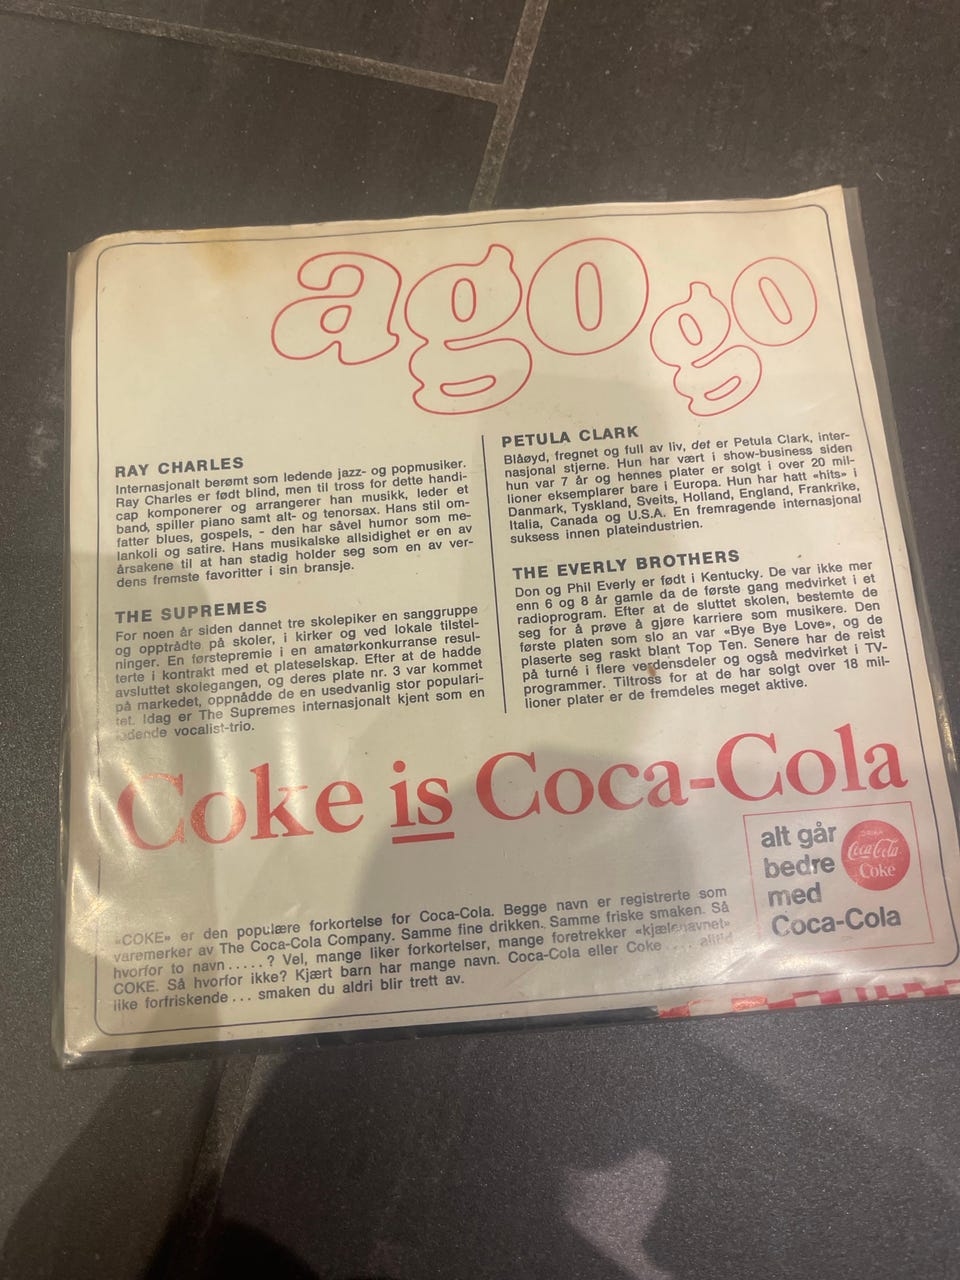 ago go
RAY CHARLES
Internasjonalt berømt som ledende jazz- og popmusiker.
Ray Charles er født blind, men til tross for dette handi-
cap komponerer og arrangerer han musikk, leder et
band, spiller piano samt alt- og tenorsax. Hans stil om-
fatter blues, gospels, - den har såvel humor som me-
lankoli og satire. Hans musikalske allsidighet er en av
årsakene til at han stadig holder seg som en av ver-
dens fremste favoritter i sin bransje.
THE SUPREMES
For noen år siden dannet tre skolepiker en sanggruppe
og opptrådte på skoler, i kirker og ved lokale tilstel-
ninger. En førstepremie i en amatørkonkurranse resul-
terte i kontrakt med et plateselskap. Efter at de hadde
avsluttet skolegangen, og deres plate nr. 3 var kommet
på markedet, oppnådde de en usedvanlig stor populari-
tet. Idag er The Supremes internasjonalt kjent som en
ledende vocalist-trio.
PETULA CLARK
Blåøyd, fregnet og full av liv, det er Petula Clark, inter-
nasjonal stjerne. Hun har vært i show-business siden
hun var 7 år og hennes plater er solgt i over 20 mil-
lioner eksemplarer bare i Europa. Hun har hatt «hits» i
Danmark, Tyskland, Sveits, Holland, England, Frankrike,
Italia, Canada og U.S.A. En fremragende internasjonal
suksess innen plateindustrien.
THE EVERLY BROTHERS
Don og Phil Everly er født i Kentucky. De var ikke mer
enn 6 og 8 år gamle da de første gang medvirket i et
radioprogram. Efter at de sluttet skolen, bestemte de
seg for å prøve å gjøre karriere som musikere. Den
første platen som slo an var «Bye Bye Love», og de
plaserte seg raskt blant Top Ten. Senere har de reist
på turné i flere verdensdeler og også medvirket i TV-
programmer. Tiltross for at de har solgt over 18 mil-
lioner plater er de fremdeles meget aktive.
Coke is Coca-Cola
alt går
bedre
med
Coca-Cola
DRINK
Coca-Cola
Coke
«COKE» er den populære forkortelse for Coca-Cola. Begge navn er registrerte som
varemerker av The Coca-Cola Company. Samme fine drikken. Samme friske smaken. Så
hvorfor to navn.....? Vel, mange liker forkortelser, mange foretrekker «kjælenavnet»
COKE. Så hvorfor ikke? Kjært barn har mange navn. Coca-Cola eller Coke .... alltid
like forfriskende... smaken du aldri blir trett av.